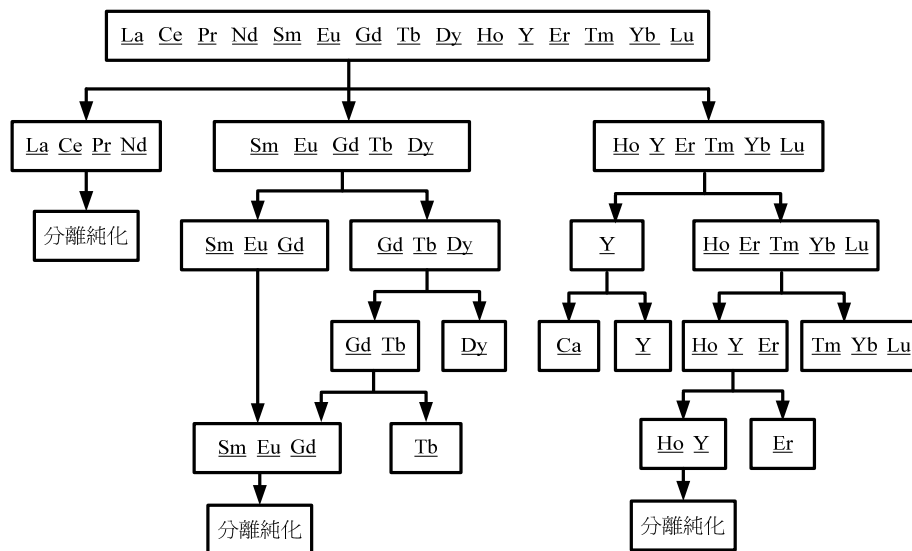 La Ce Pr Nd Sm Eu Gd Tb Dy Ho Y Er Tm Yb Lu
La Ce Pr Nd
Sm Eu Gd Tb Dy
Ho Y Er Tm Yb Lu
分離純化
Sm Eu Gd
Gd Tb Dy
Y
Ho Er Tm Yb Lu
Gd Tb
Dy
Ca
Y
Ho Y Er
Tm Yb Lu
Sm Eu Gd
Tb
Ho Y
Er
分離純化
分離純化